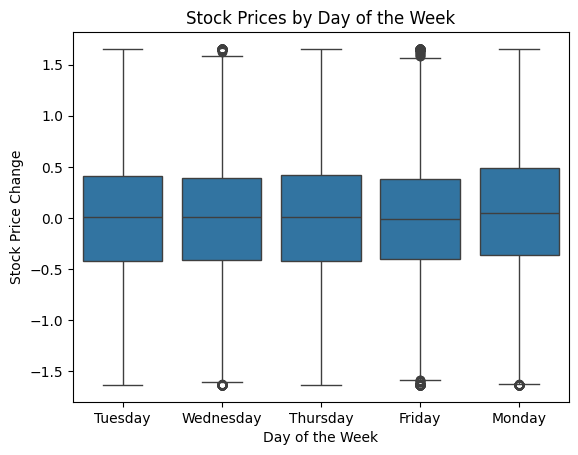 Stock Prices by Day of the Week
Stock Price Change
1.5
1.0
0.5
0.0
−0.5
−1.0
−1.5
Tuesday Wednesday Thursday Friday Monday
Day of the Week